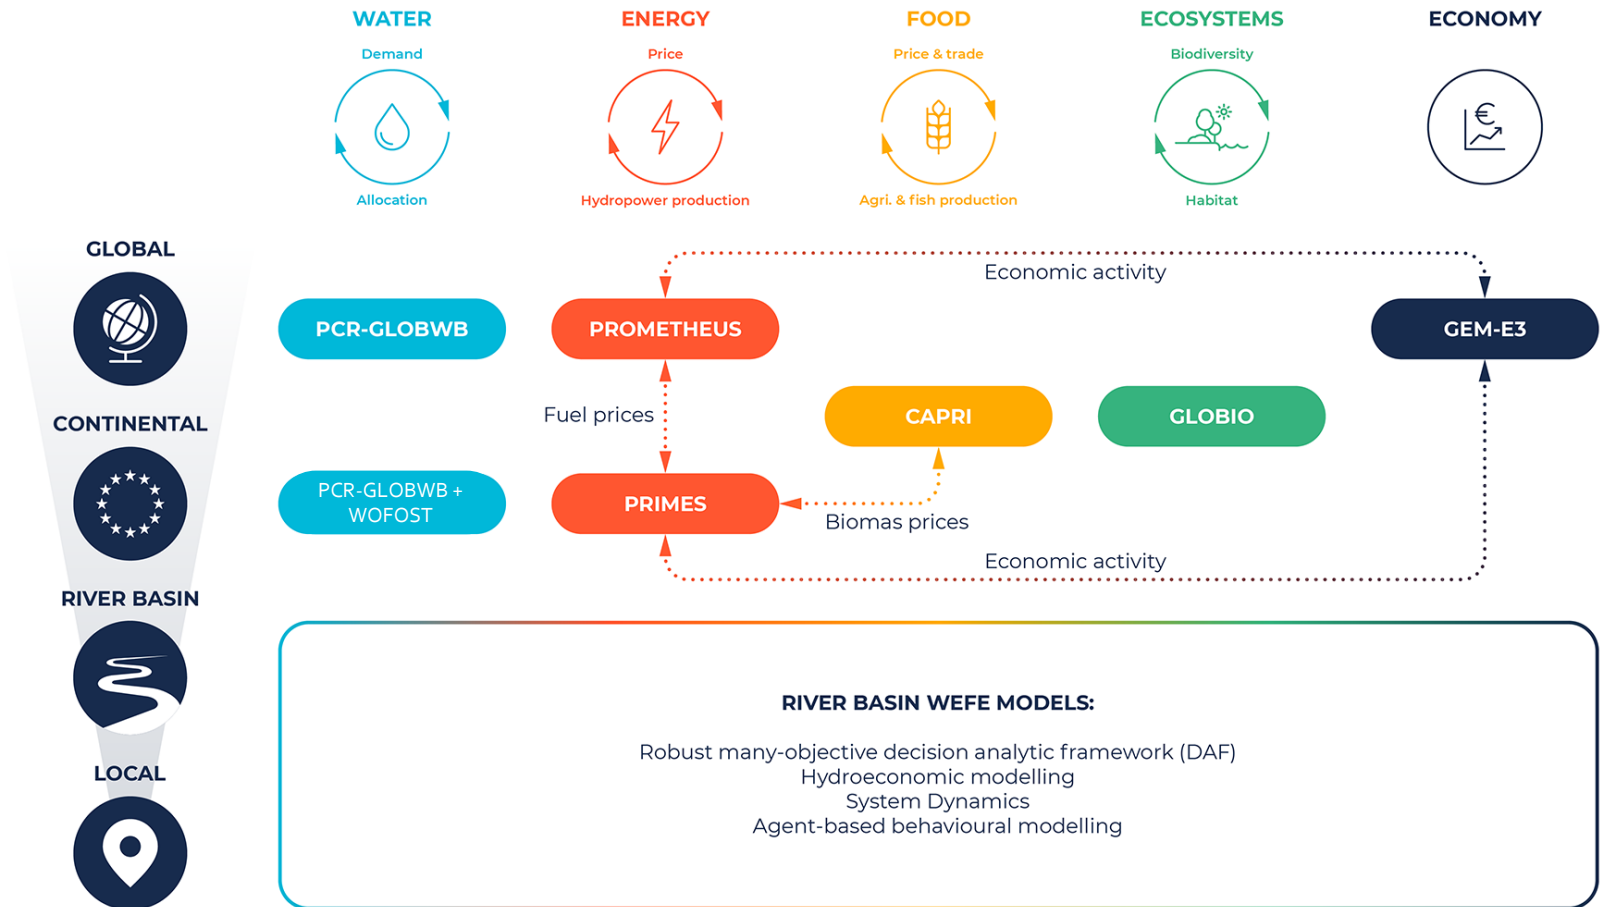 WATER
ENERGY
FOOD
ECOSYSTEMS
ECONOMY
Demand
Price
Price & trade
Biodiversity
Allocation
Hydropower production
Agri. & fish production
Habitat
GLOBAL
Economic activity
PCR-GLOBWB
PROMETHEUS
GEM-E3
Fuel prices
CAPRI
GLOBIO
CONTINENTAL
PCR-GLOBWB +
WOFOST
PRIMES
Biomas prices
Economic activity
RIVER BASIN
RIVER BASIN WEFE MODELS:
Robust many-objective decision analytic framework (DAF)
Hydroeconomic modelling
System Dynamics
Agent-based behavioural modelling
LOCAL